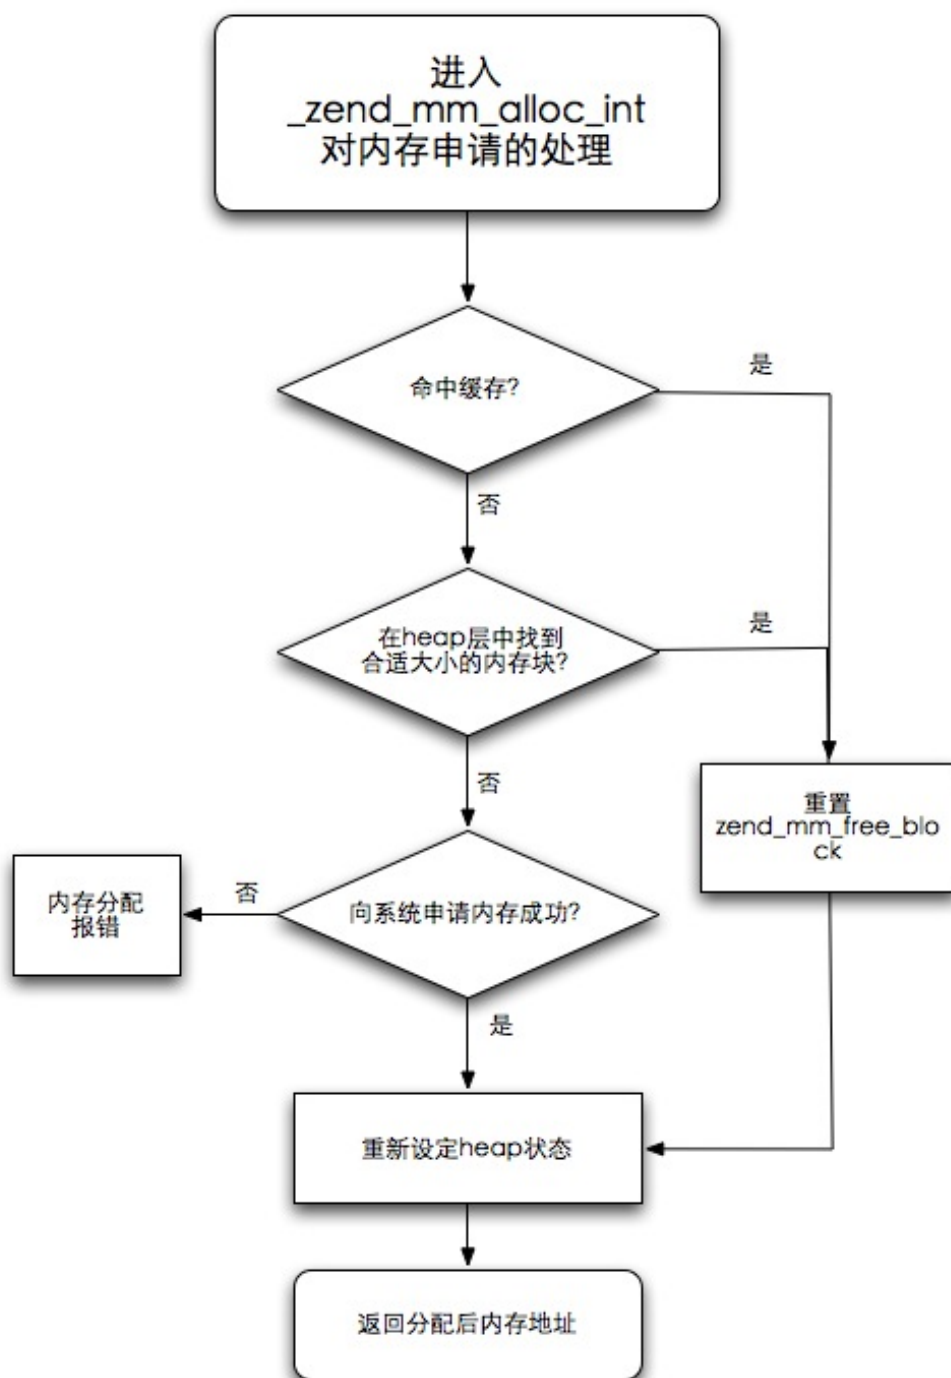 进入
_zend_mm_alloc_int
对内存申请的处理
命中缓存?
是
否
在heap层中找到
合适大小的内存块?
是
否
重置
zend_mm_free_blo
ck
向系统申请内存成功?
否
内存分配
报错
是
重新设定heap状态
返回分配后内存地址